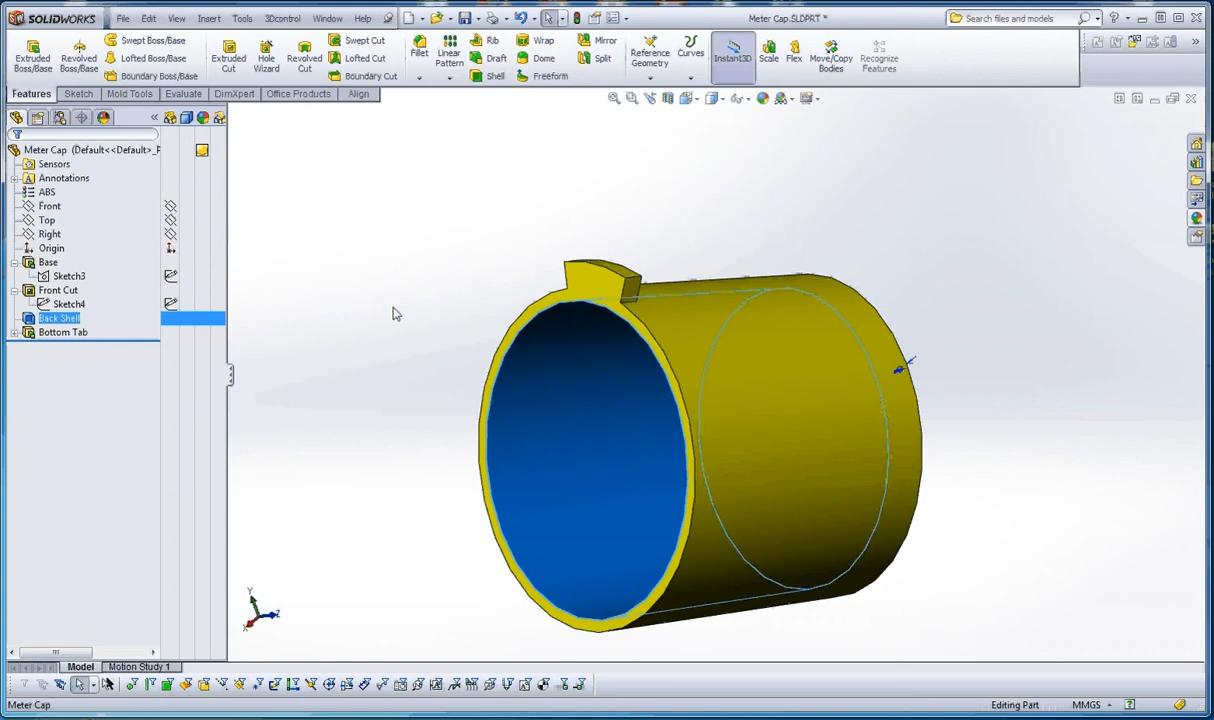 SOLIDWORKS File Edit View Insert Tools 3Dcontrol Window Help Meter Cap.SLDPRT * Search files and models
Extruded Boss/Base
Revolved Boss/Base
Swept Boss/Base
Lofted Boss/Base
Boundary Boss/Base
Extruded Cut
Hole Wizard
Revolved Cut
Swept Cut
Lofted Cut
Boundary Cut
Fillet
Linear Pattern
Rib
Draft
Shell
Wrap
Dome
Freeform
Mirror
Split
Reference Geometry
Curves
Instant3D
Scale
Flex
Move/Copy Bodies
Recognize Features
Features Sketch Mold Tools Evaluate DimXpert Office Products Align
Meter Cap (Default<<Default>_F
Sensors
Annotations
ABS
Front
Top
Right
Origin
Base
Sketch3
Front Cut
Sketch4
Back Shell
Bottom Tab
Y
X
Z
Model Motion Study 1
Meter Cap Editing Part MMGS